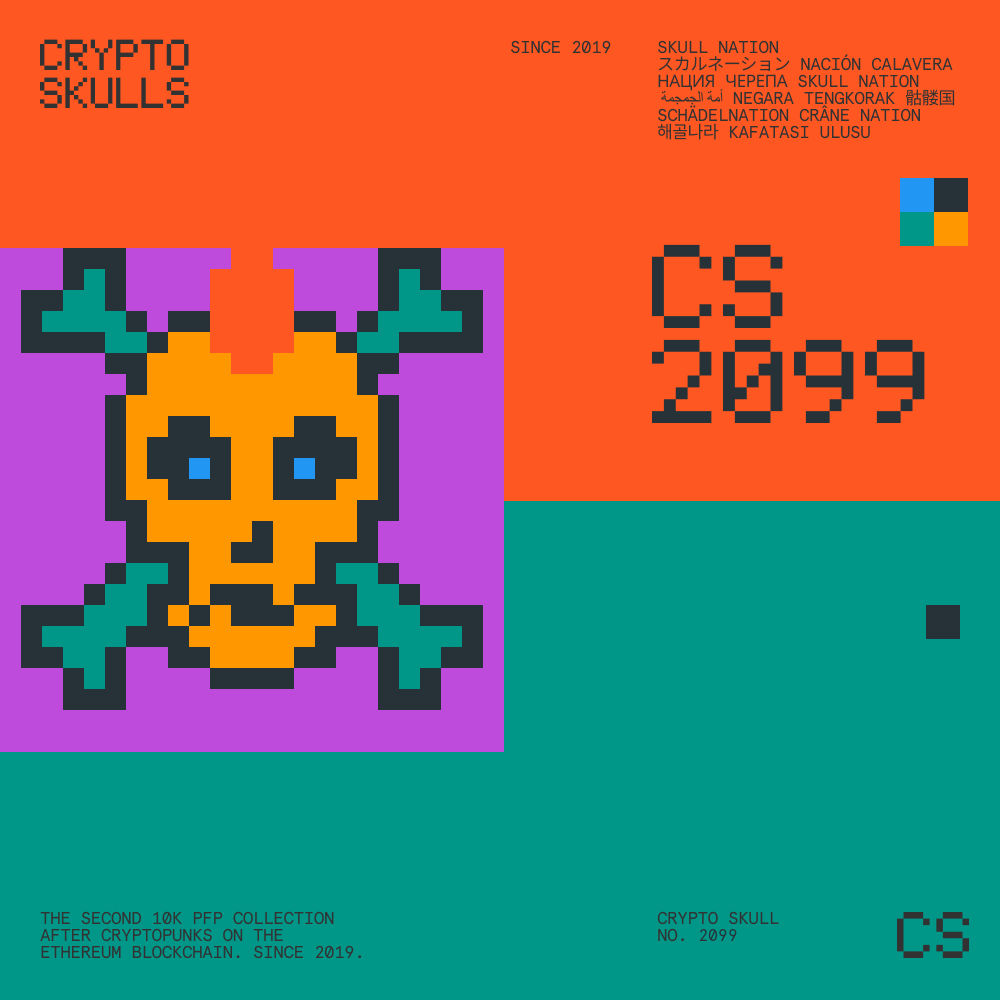 CRYPTO
SKULLS
SINCE 2019
SKULL NATION
スカルネーション NACIÓN CALAVERA
НАЦИЯ ЧЕРЕПА SKULL NATION
أمة الجمجمة NEGARA TENGKORAK 骷髅国
SCHÄDELNATION CRÂNE NATION
해골나라 KAFATASI ULUSU
CS
2099
THE SECOND 10K PFP COLLECTION
AFTER CRYPTOPUNKS ON THE
ETHEREUM BLOCKCHAIN. SINCE 2019.
CRYPTO SKULL
NO. 2099
CS